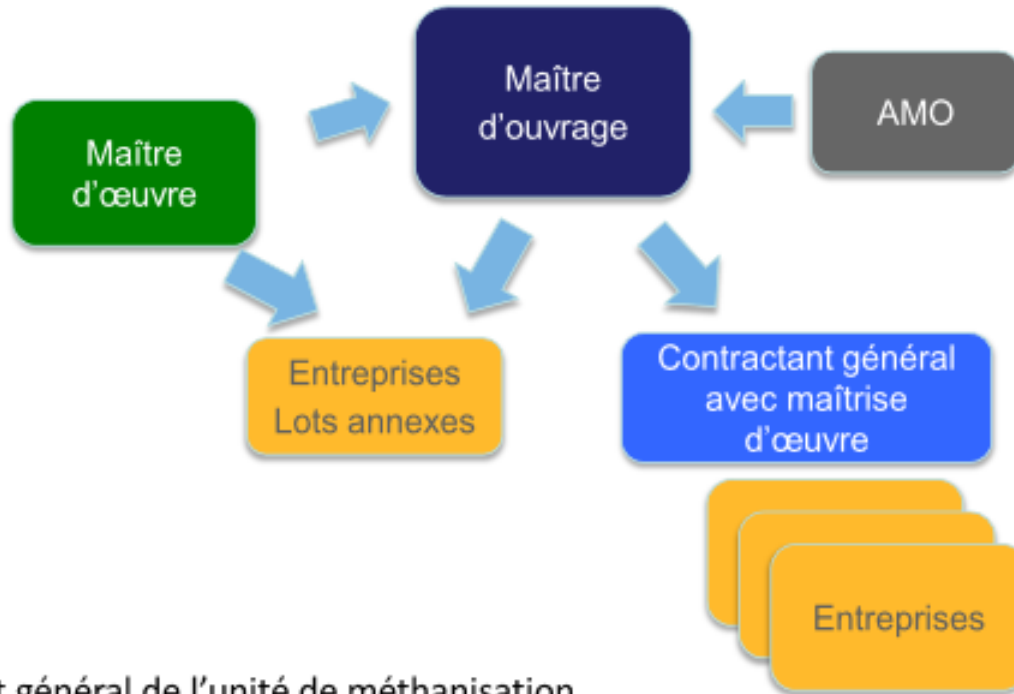 Maître
d'ouvrage
AMO
Maître
d'œuvre
Entreprises
Lots annexes
Contractant général
avec maîtrise
d'œuvre
Entreprises
t général de l'unité de méthanisation